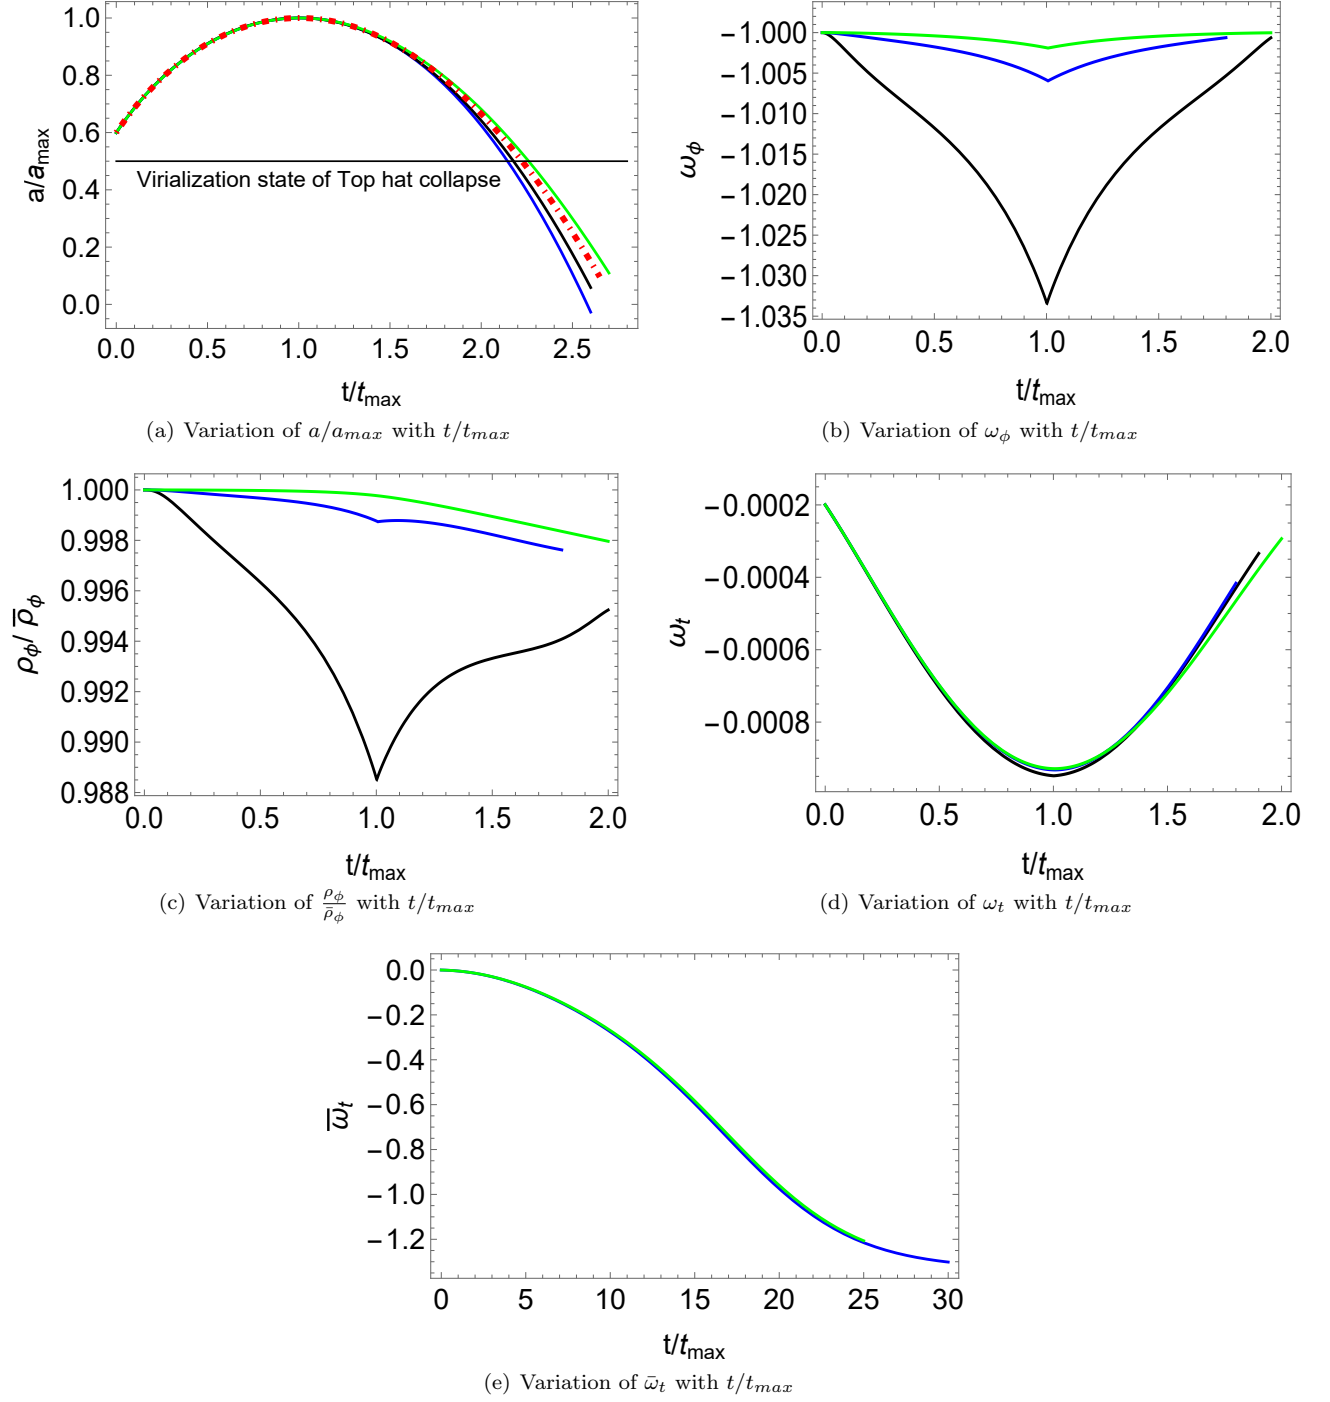 1.0
0.8
0.6
0.4
0.2
0.0
a/a_max
Virialization state of Top hat collapse
0.0 0.5 1.0 1.5 2.0 2.5
t/t_max
(a) Variation of a/a_max with t/t_max
−1.000
−1.005
−1.010
−1.015
−1.020
−1.025
−1.030
−1.035
ω_ϕ
0.0 0.5 1.0 1.5 2.0
t/t_max
(b) Variation of ω_ϕ with t/t_max
1.000
0.998
0.996
0.994
0.992
0.990
0.988
ρ_ϕ/ρ̅_ϕ
0.0 0.5 1.0 1.5 2.0
t/t_max
(c) Variation of ρ_ϕ/ρ̄_ϕ with t/t_max
−0.0002
−0.0004
−0.0006
−0.0008
ω_t
0.0 0.5 1.0 1.5 2.0
t/t_max
(d) Variation of ω_t with t/t_max
0.0
−0.2
−0.4
−0.6
−0.8
−1.0
−1.2
ω̅_t
0 5 10 15 20 25 30
t/t_max
(e) Variation of ω̄_t with t/t_max